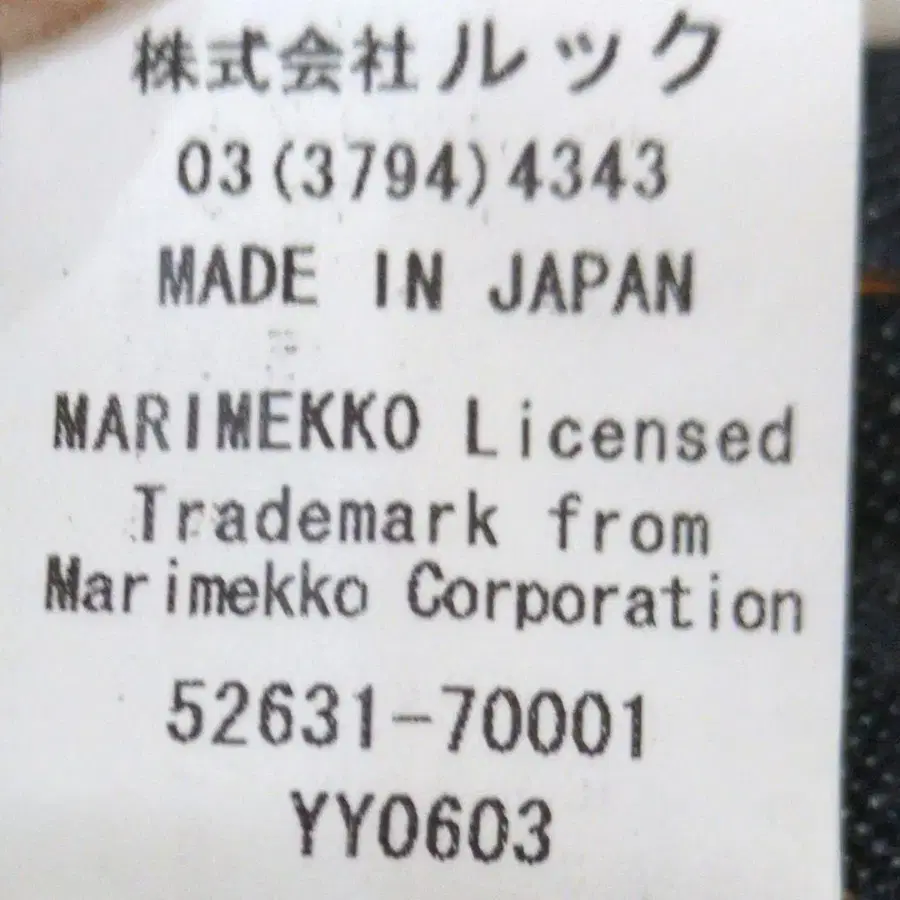 株式会社ルック
03(3794)4343
MADE IN JAPAN
MARIMEKKO Licensed
Trademark from
Marimekko Corporation
52631-70001
YY0603